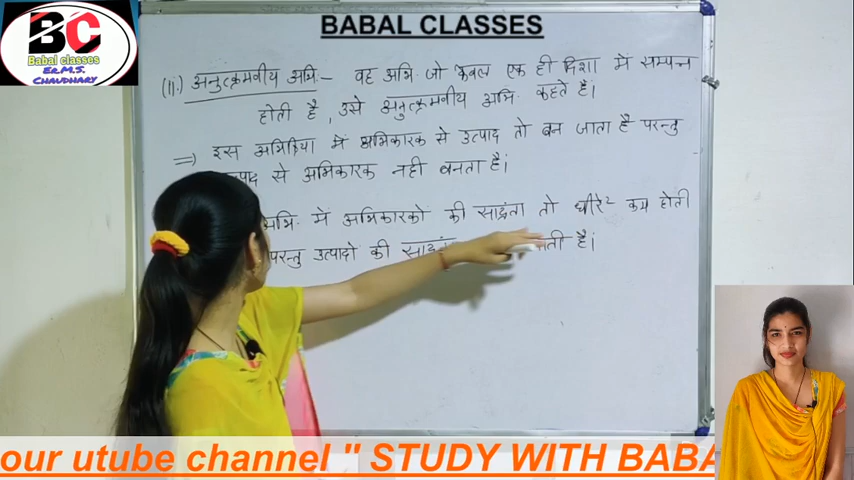 BABAL CLASSES
BC
Babal classes
Er.M.S.
CHAUDHARY
(ii.) अनुत्क्रमनीय अभि:- वह अभि. जो केवल एक ही दिशा में सम्पन्न
होती है, उसे अनुत्क्रमनीय अभि. कहते है।
=) इस अभिक्रिया में अभिकारक से उत्पाद तो बन जाता है परन्तु
से अभिकारक नही बनता है।
अभि. में अभिकारकों की सान्द्रता तो धीरे² कम होती
परन्तु उत्पादो की है।
our utube channel " STUDY WITH BABA